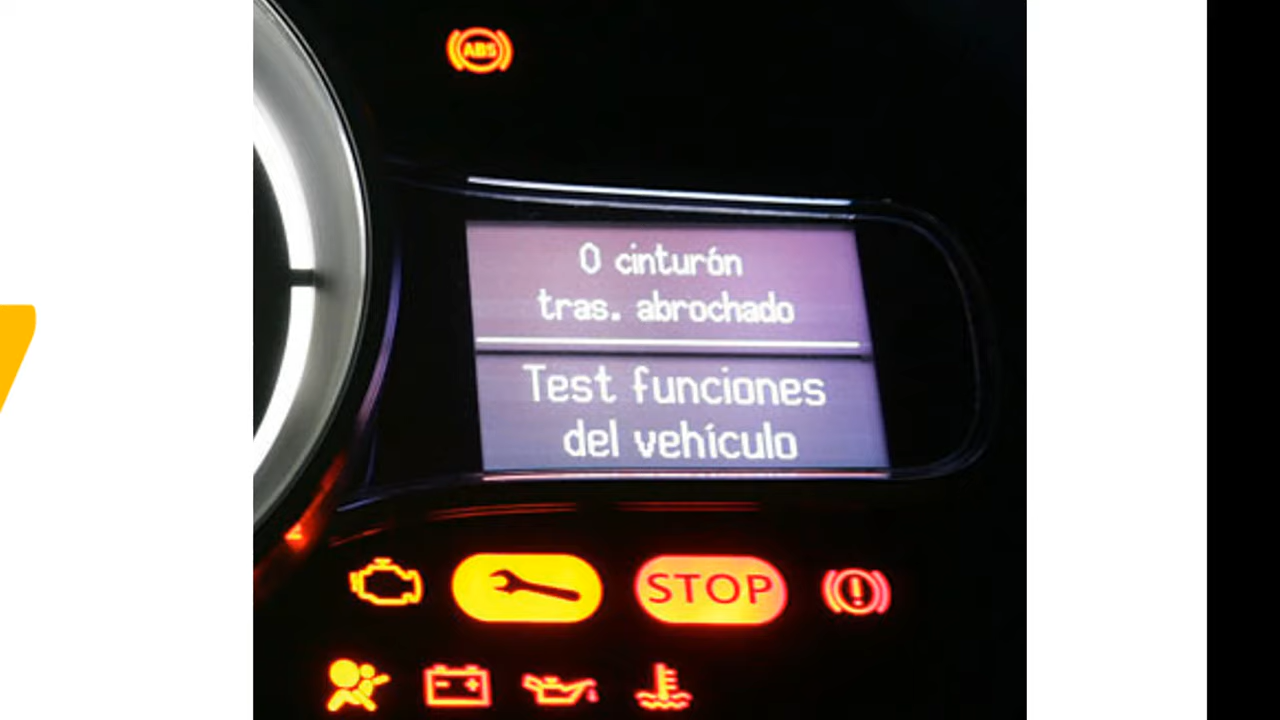 ABS
0 cinturón
tras. abrochado
Test funciones
del vehículo
STOP